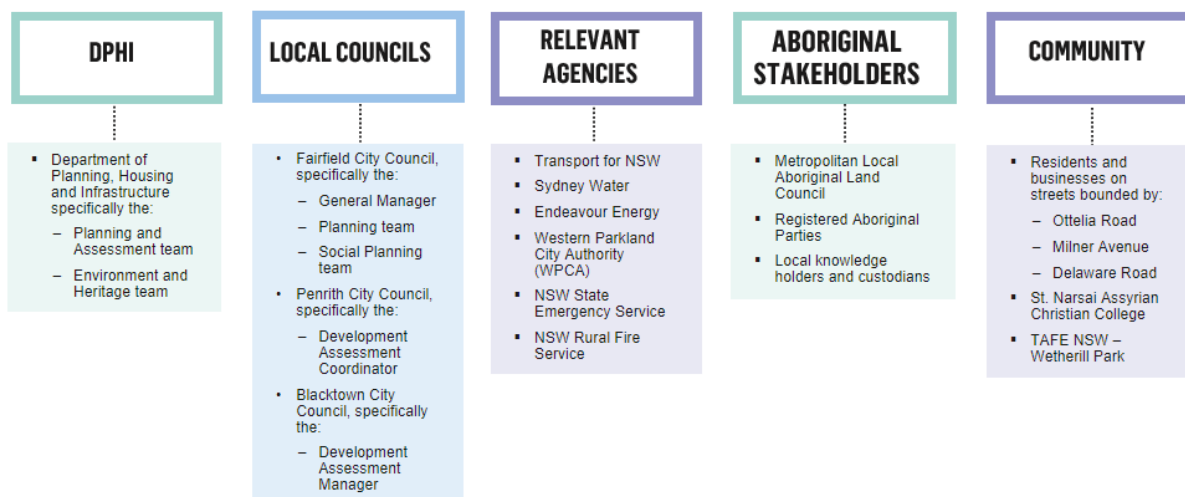 DPHI
▪ Department of
Planning, Housing
and Infrastructure
specifically the:
– Planning and
Assessment team
– Environment and
Heritage team
LOCAL COUNCILS
• Fairfield City Council,
specifically the:
– General Manager
– Planning team
– Social Planning
team
• Penrith City Council,
specifically the:
– Development
Assessment
Coordinator
• Blacktown City
Council, specifically
the:
– Development
Assessment
Manager
RELEVANT
AGENCIES
▪ Transport for NSW
▪ Sydney Water
▪ Endeavour Energy
▪ Western Parkland
City Authority
(WPCA)
▪ NSW State
Emergency Service
▪ NSW Rural Fire
Service
ABORIGINAL
STAKEHOLDERS
▪ Metropolitan Local
Aboriginal Land
Council
▪ Registered Aboriginal
Parties
▪ Local knowledge
holders and custodians
COMMUNITY
▪ Residents and
businesses on
streets bounded by:
– Ottelia Road
– Milner Avenue
– Delaware Road
▪ St. Narsai Assyrian
Christian College
▪ TAFE NSW –
Wetherill Park